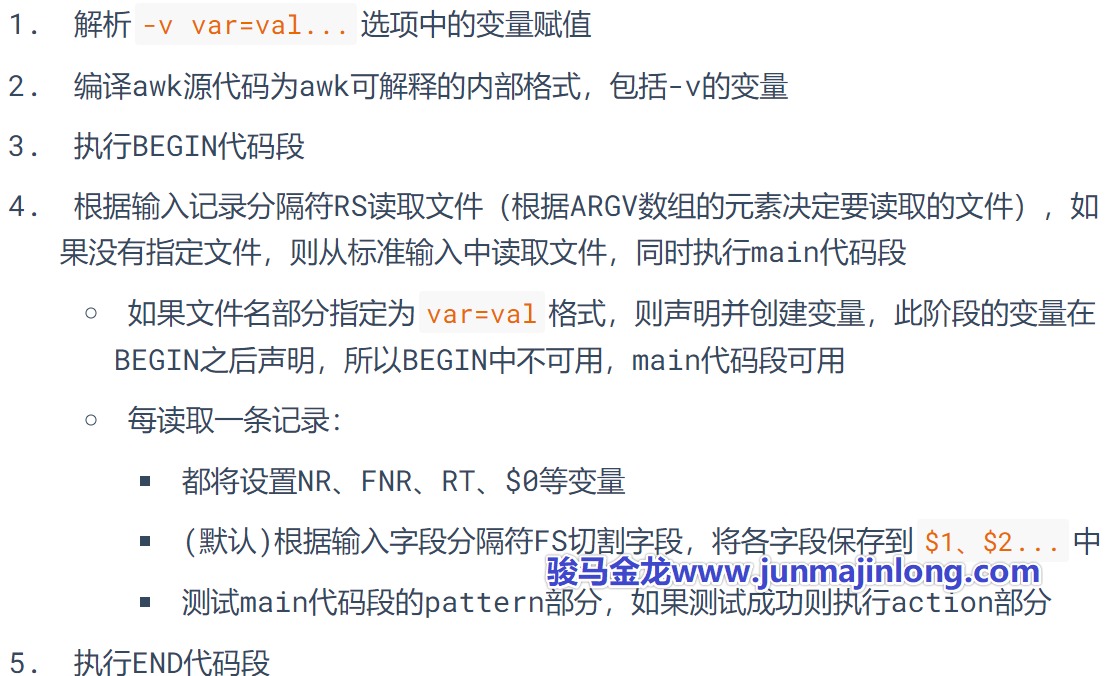 1. 解析 -v var=val... 选项中的变量赋值
2. 编译awk源代码为awk可解释的内部格式，包括-v的变量
3. 执行BEGIN代码段
4. 根据输入记录分隔符RS读取文件（根据ARGV数组的元素决定要读取的文件），如
果没有指定文件，则从标准输入中读取文件，同时执行main代码段
○ 如果文件名部分指定为 var=val 格式，则声明并创建变量，此阶段的变量在
BEGIN之后声明，所以BEGIN中不可用，main代码段可用
○ 每读取一条记录：
■ 都将设置NR、FNR、RT、$0等变量
■ (默认)根据输入字段分隔符FS切割字段，将各字段保存到 $1、$2... 中
骏马金龙www.junmajinlong.com
■ 测试main代码段的pattern部分，如果测试成功则执行action部分
5. 执行END代码段